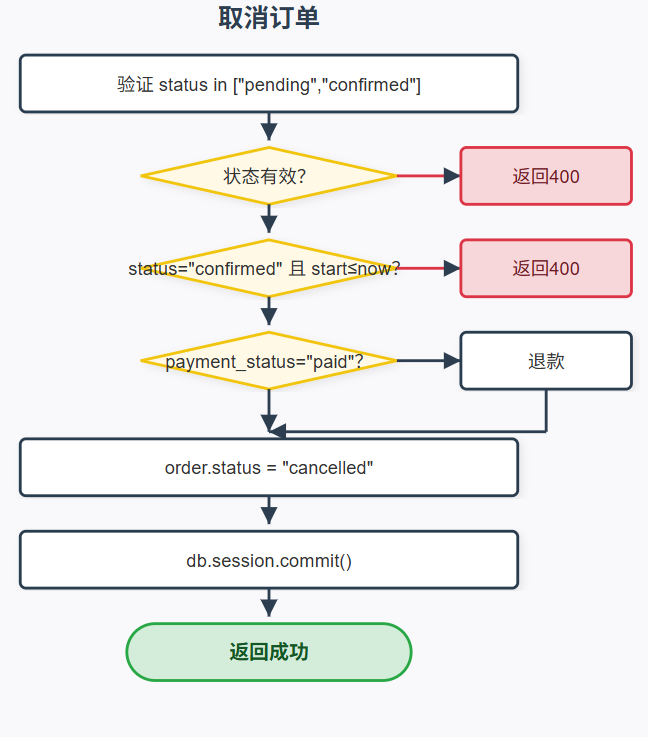 取消订单
验证 status in ["pending","confirmed"]
状态有效?
返回400
status="confirmed" 且 start≤now?
返回400
payment_status="paid"?
退款
order.status = "cancelled"
db.session.commit()
返回成功